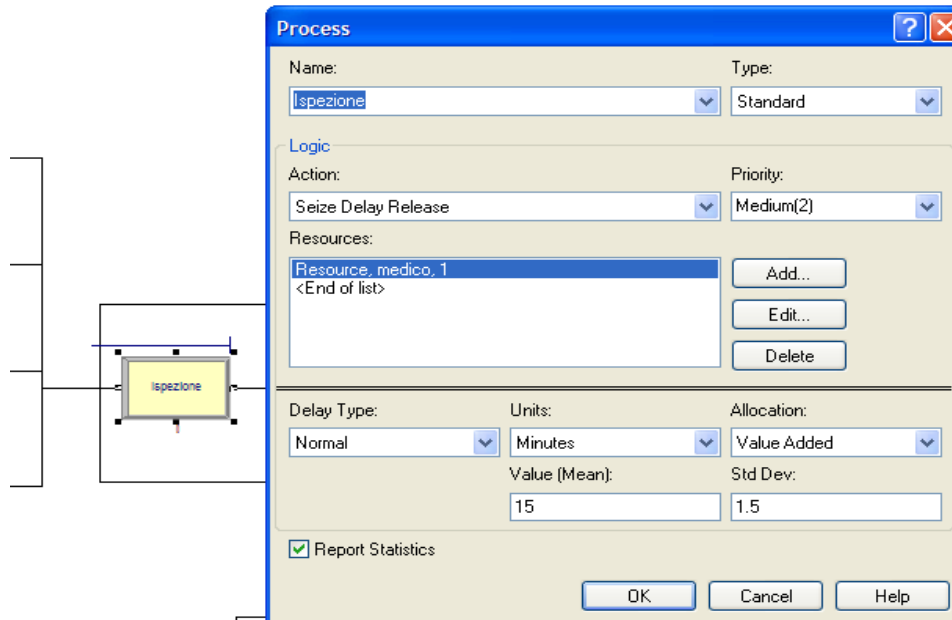 Process
Name:
Type:
Ispezione
Standard
Logic
Action:
Priority:
Seize Delay Release
Medium(2)
Resources:
Resource, medico, 1
<End of list>
Add...
Edit...
Delete
Ispezione
Delay Type:
Units:
Allocation:
Normal
Minutes
Value Added
Value (Mean):
Std Dev:
15
1.5
Report Statistics
OK
Cancel
Help